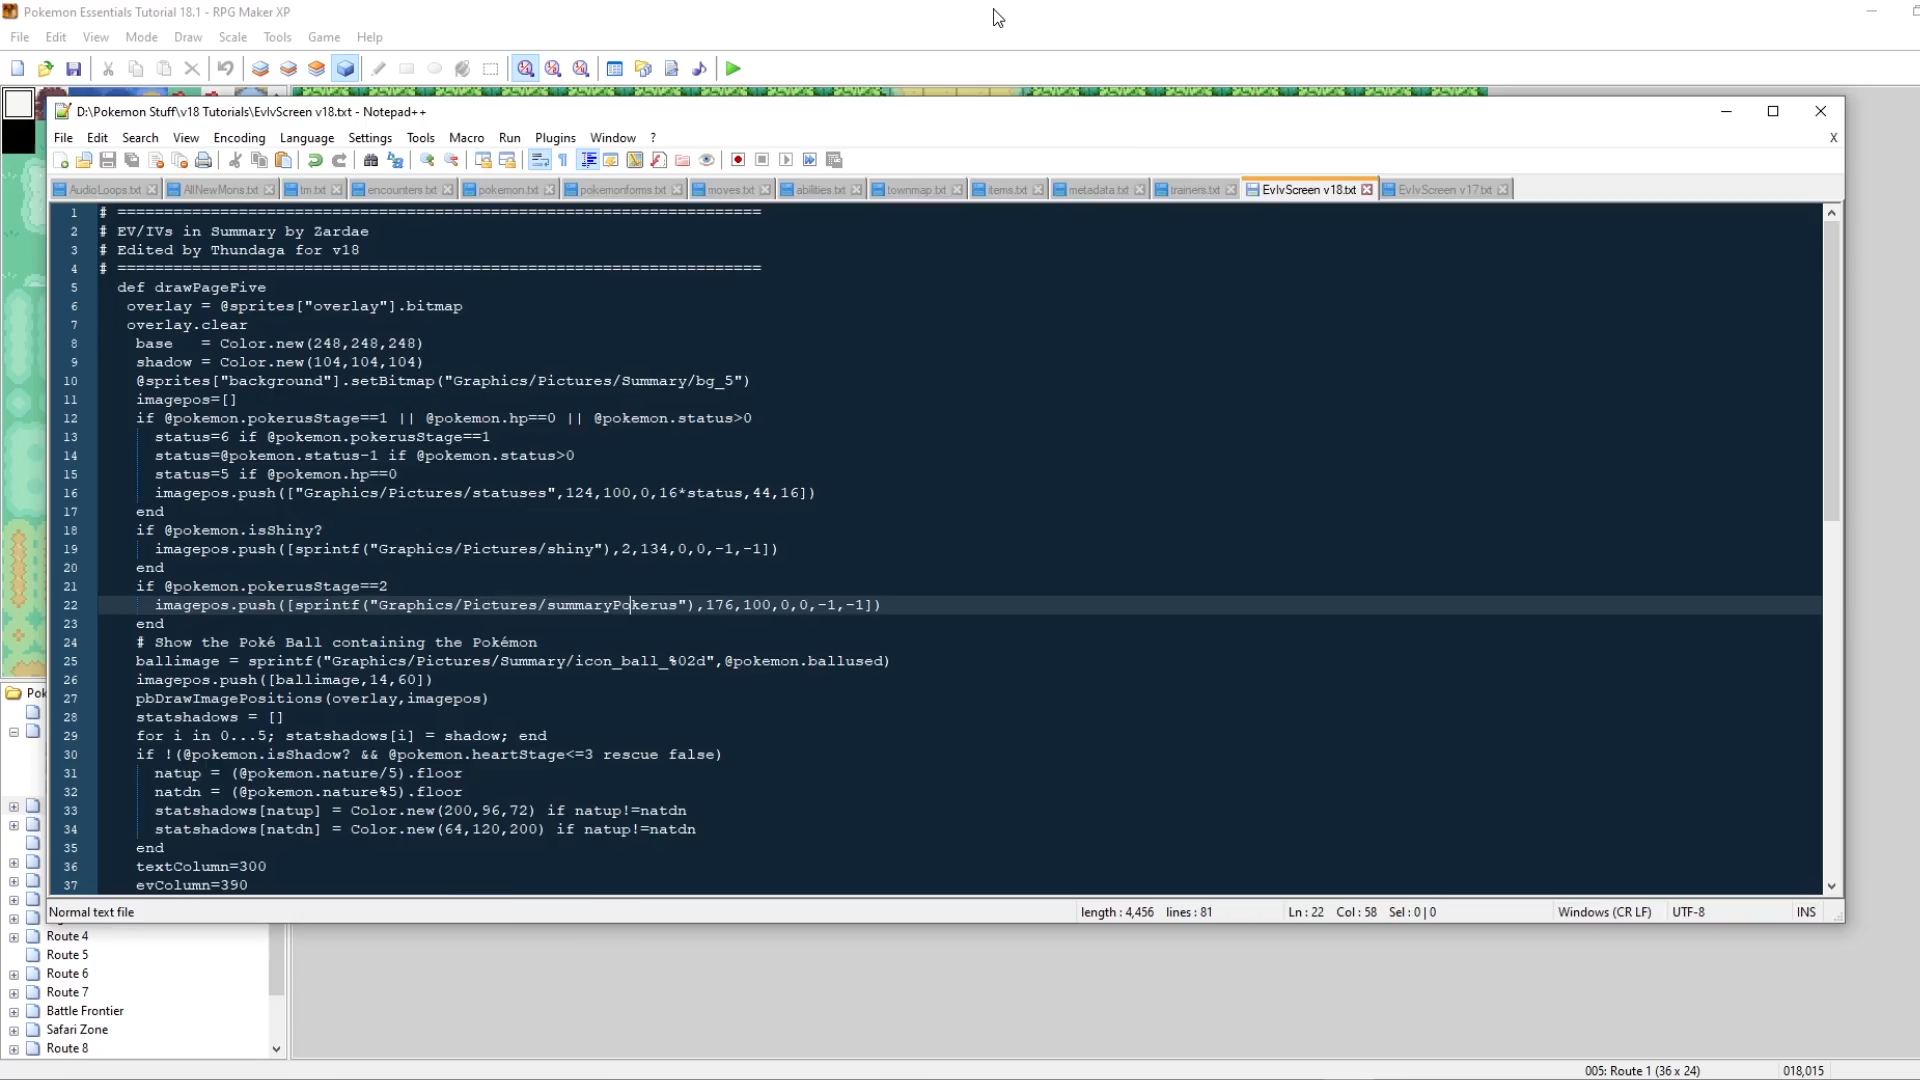 Pokemon Essentials Tutorial 18.1 - RPG Maker XP
File Edit View Mode Draw Scale Tools Game Help
D:\Pokemon Stuff\v18 Tutorials\EvIvScreen v18.txt - Notepad++
File Edit Search View Encoding Language Settings Tools Macro Run Plugins Window ?
X
AudioLoops.txt AllNewMons.txt tm.txt encounters.txt pokemon.txt pokemonforms.txt moves.txt abilities.txt townmap.txt items.txt metadata.txt trainers.txt EvIvScreen v18.txt EvIvScreen v17.txt
1 # =====================================================================
2 # EV/IVs in Summary by Zardae
3 # Edited by Thundaga for v18
4 # =====================================================================
5 def drawPageFive
6 overlay = @sprites["overlay"].bitmap
7 overlay.clear
8 base   = Color.new(248,248,248)
9 shadow = Color.new(104,104,104)
10 @sprites["background"].setBitmap("Graphics/Pictures/Summary/bg_5")
11 imagepos=[]
12 if @pokemon.pokerusStage==1 || @pokemon.hp==0 || @pokemon.status>0
13 status=6 if @pokemon.pokerusStage==1
14 status=@pokemon.status-1 if @pokemon.status>0
15 status=5 if @pokemon.hp==0
16 imagepos.push(["Graphics/Pictures/statuses",124,100,0,16*status,44,16])
17 end
18 if @pokemon.isShiny?
19 imagepos.push([sprintf("Graphics/Pictures/shiny"),2,134,0,0,-1,-1])
20 end
21 if @pokemon.pokerusStage==2
22 imagepos.push([sprintf("Graphics/Pictures/summaryPokerus"),176,100,0,0,-1,-1])
23 end
24 # Show the Poké Ball containing the Pokémon
25 ballimage = sprintf("Graphics/Pictures/Summary/icon_ball_%02d",@pokemon.ballused)
26 imagepos.push([ballimage,14,60])
27 pbDrawImagePositions(overlay,imagepos)
28 statshadows = []
29 for i in 0...5; statshadows[i] = shadow; end
30 if !(@pokemon.isShadow? && @pokemon.heartStage<=3 rescue false)
31 natup = (@pokemon.nature/5).floor
32 natdn = (@pokemon.nature%5).floor
33 statshadows[natup] = Color.new(200,96,72) if natup!=natdn
34 statshadows[natdn] = Color.new(64,120,200) if natup!=natdn
35 end
36 textColumn=300
37 evColumn=390
Normal text file length : 4,456 lines : 81 Ln : 22 Col : 58 Sel : 0 | 0 Windows (CR LF) UTF-8 INS
Pok
Route 4
Route 5
Route 6
Route 7
Battle Frontier
Safari Zone
Route 8
005: Route 1 (36 x 24) 018,015